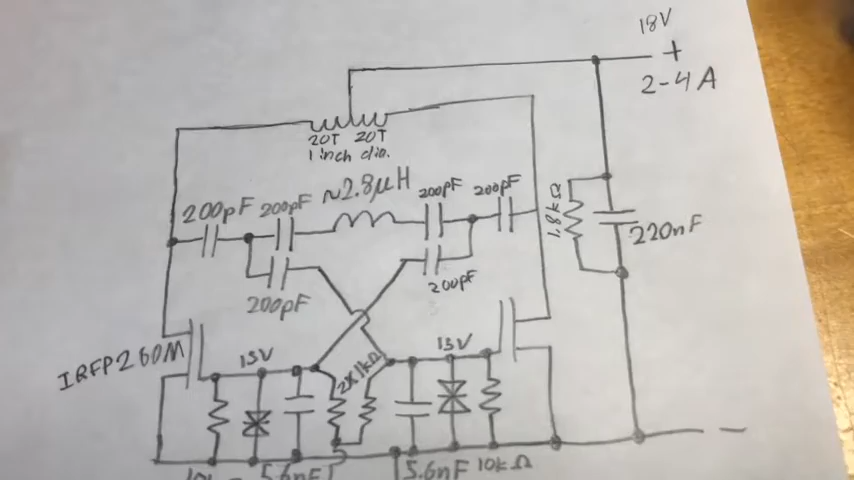 18V
+
2-4 A
20T 20T
1 inch dia.
~2.8μH
200pF
200pF
200pF
200pF
1,8kΩ
220nF
200pF
200pF
IRFP260M
15V
2x1kΩ
15V
5.6nF
5.6nF
10kΩ